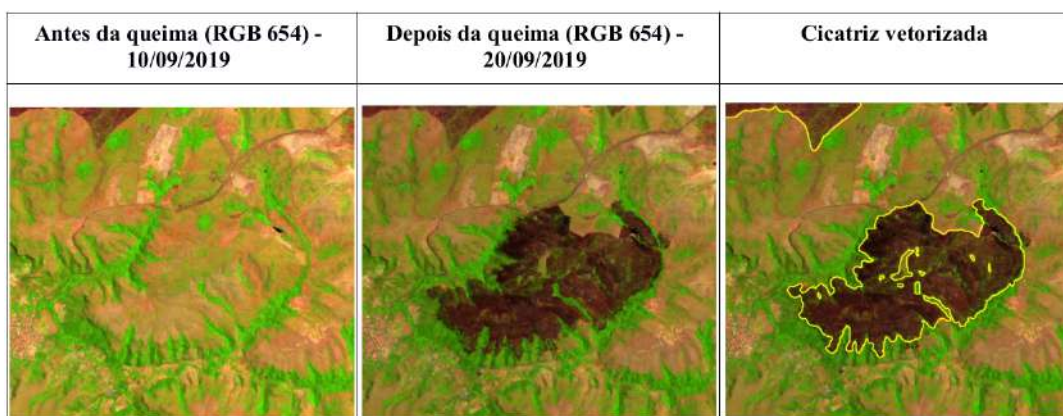 Antes da queima (RGB 654) -
10/09/2019
Depois da queima (RGB 654) -
20/09/2019
Cicatriz vetorizada